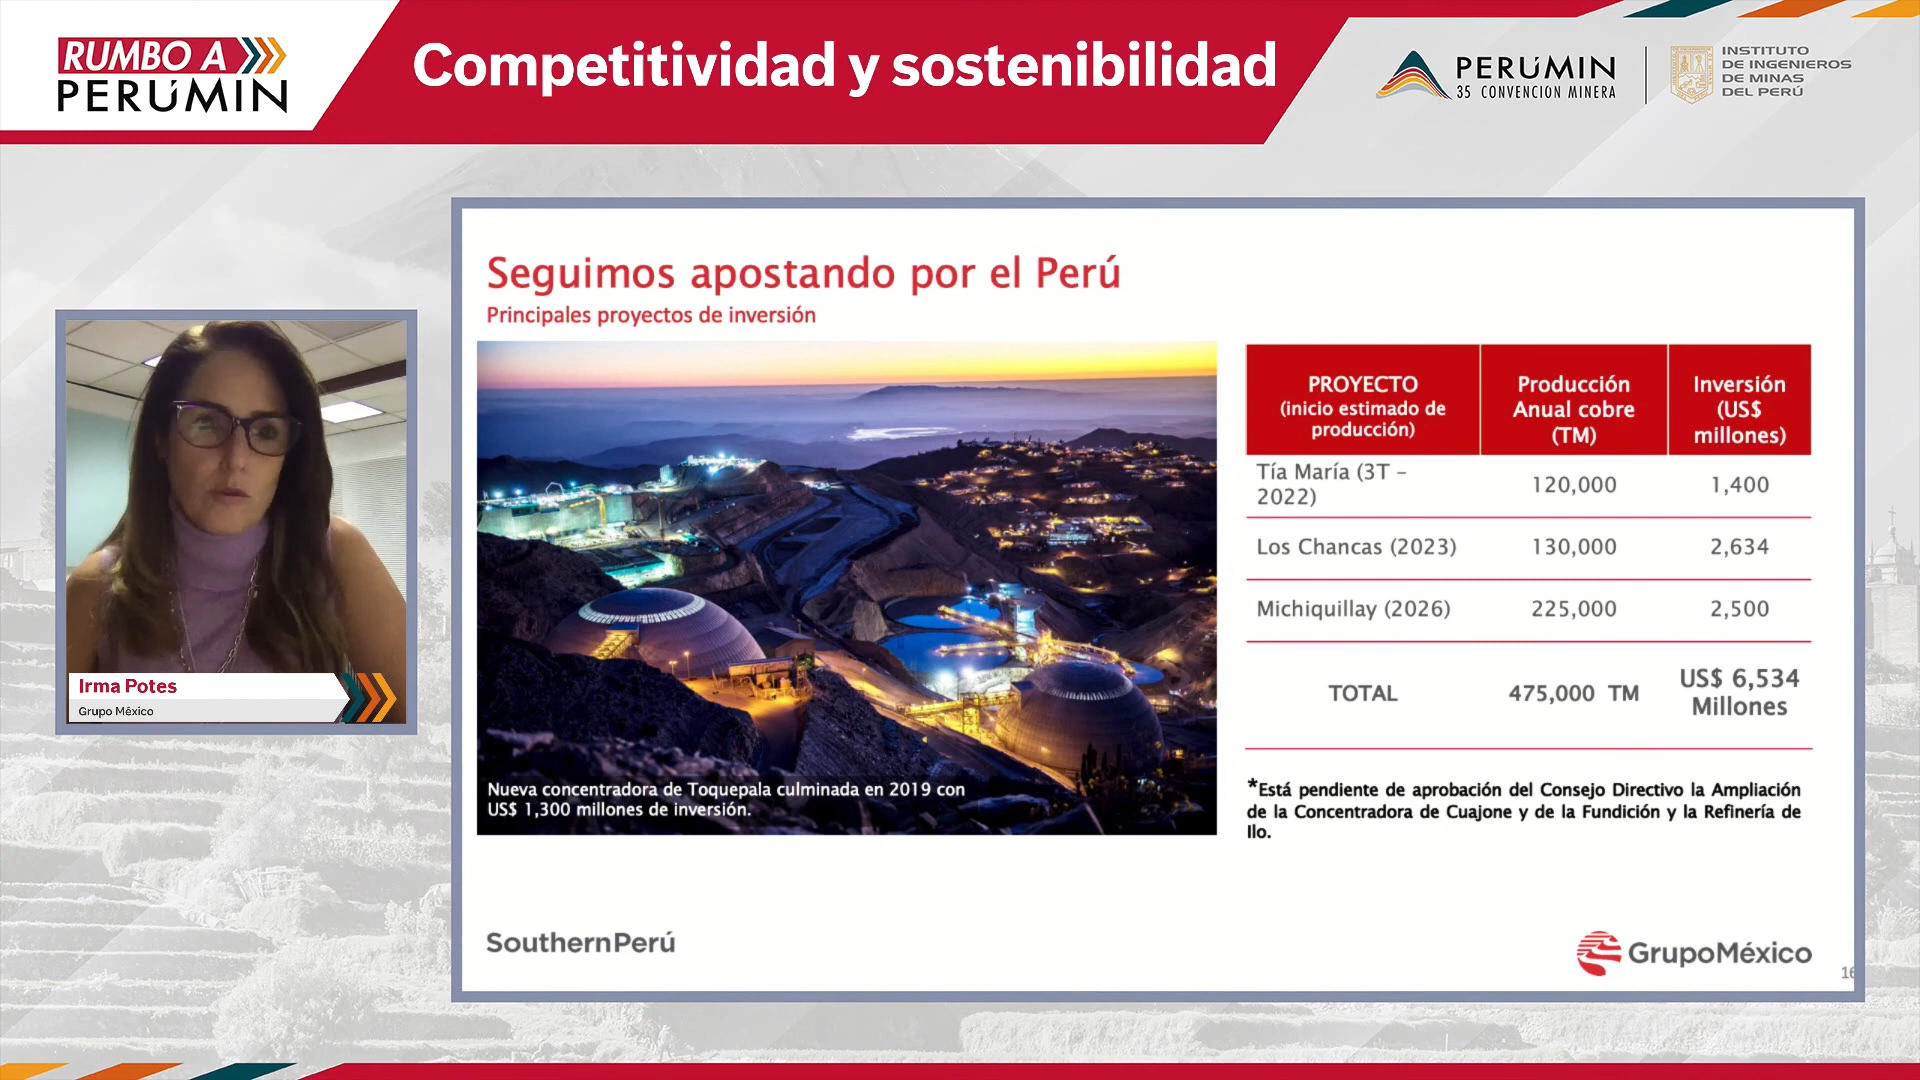 RUMBO A
PERÚMIN
Competitividad y sostenibilidad
PERÚMIN
35 CONVENCIÓN MINERA
INSTITUTO
DE INGENIEROS
DE MINAS
DEL PERÚ
Seguimos apostando por el Perú
Principales proyectos de inversión
Nueva concentradora de Toquepala culminada en 2019 con
US$ 1,300 millones de inversión.
PROYECTO
(inicio estimado de
producción)
Producción
Anual cobre
(TM)
Inversión
(US$
millones)
Tía María (3T –
2022)
120,000
1,400
Los Chancas (2023)
130,000
2,634
Michiquillay (2026)
225,000
2,500
TOTAL
475,000 TM
US$ 6,534
Millones
*Está pendiente de aprobación del Consejo Directivo la Ampliación
de la Concentradora de Cuajone y de la Fundición y la Refinería de
Ilo.
SouthernPerú
GrupoMéxico
16
Irma Potes
Grupo México